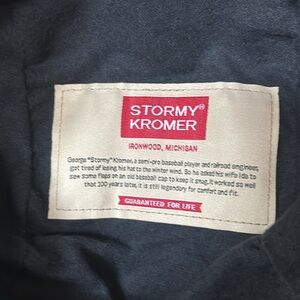 STORMY®
KROMER
IRONWOOD, MICHIGAN
George "Stormy" Kromer, a semi-pro baseball player and railroad engineer,
got tired of losing his hat to the winter wind. So he asked his wife Ida to
sew some flaps on an old baseball cap to keep it snug. It worked so well
that 100 years later, it is still legendary for comfort and fit.
GUARANTEED FOR LIFE